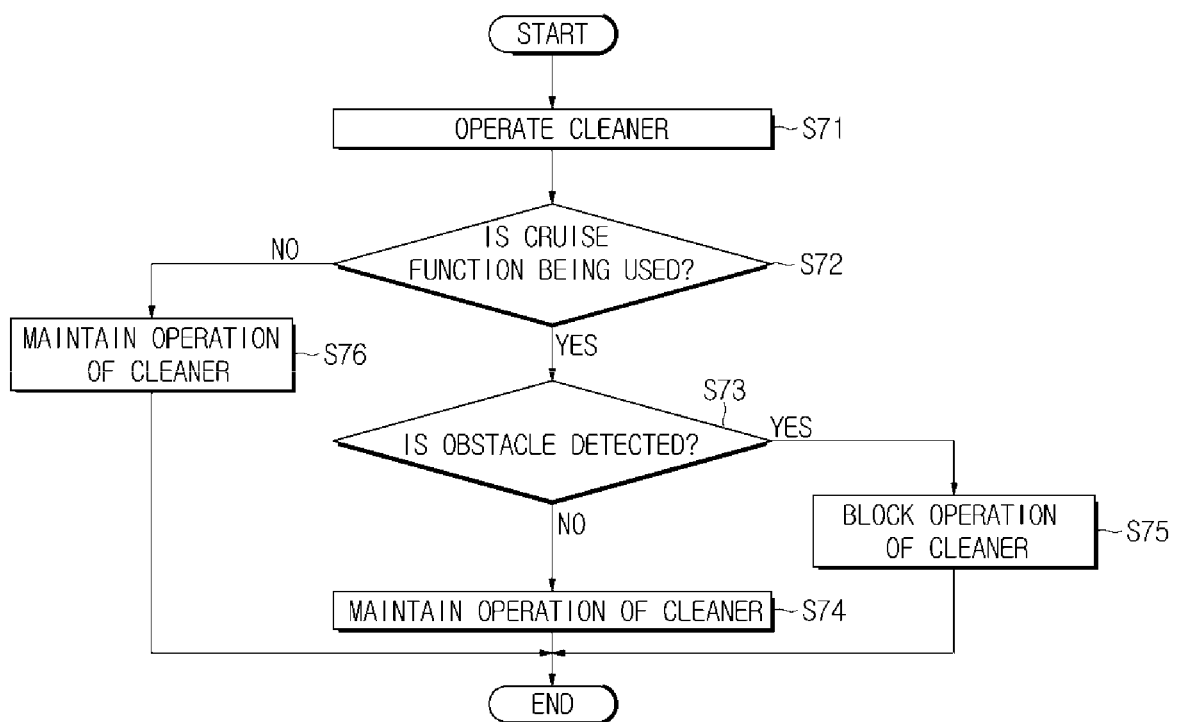 START
OPERATE CLEANER
S71
IS CRUISE
FUNCTION BEING USED?
S72
NO
YES
MAINTAIN OPERATION
OF CLEANER
S76
IS OBSTACLE DETECTED?
S73
YES
NO
BLOCK OPERATION
OF CLEANER
S75
MAINTAIN OPERATION OF CLEANER
S74
END